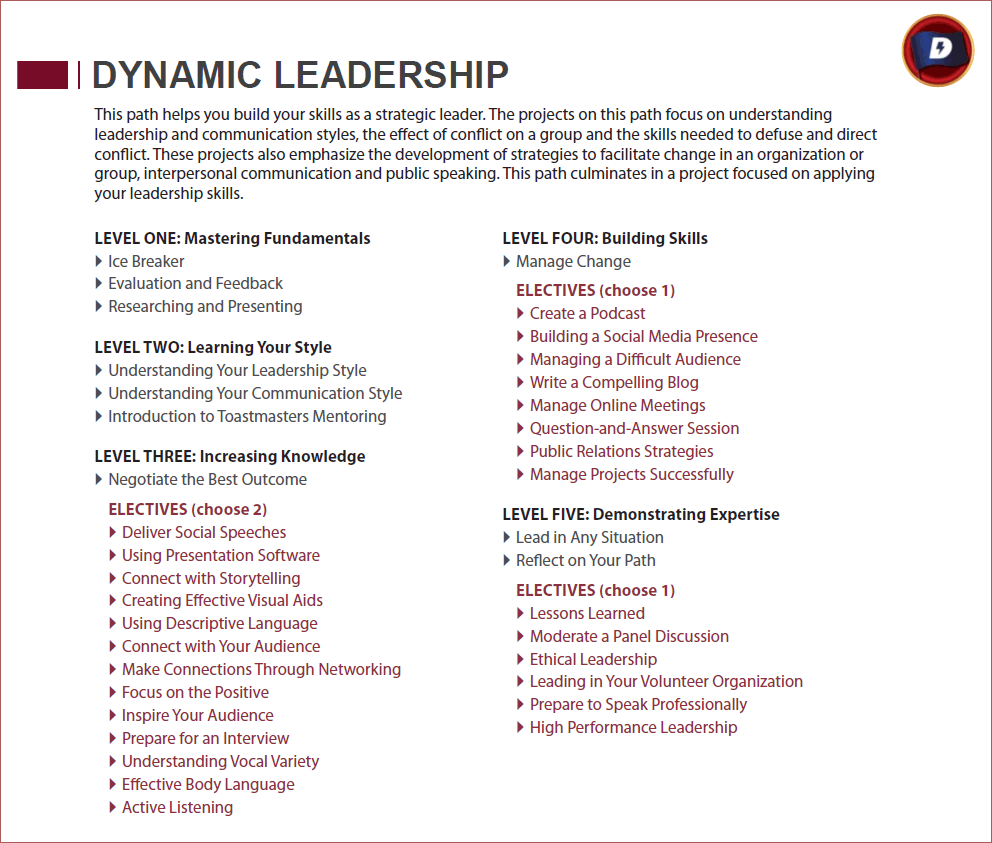 D
DYNAMIC LEADERSHIP
This path helps you build your skills as a strategic leader. The projects on this path focus on understanding
leadership and communication styles, the effect of conflict on a group and the skills needed to defuse and direct
conflict. These projects also emphasize the development of strategies to facilitate change in an organization or
group, interpersonal communication and public speaking. This path culminates in a project focused on applying
your leadership skills.
LEVEL ONE: Mastering Fundamentals
Ice Breaker
Evaluation and Feedback
Researching and Presenting
LEVEL TWO: Learning Your Style
Understanding Your Leadership Style
Understanding Your Communication Style
Introduction to Toastmasters Mentoring
LEVEL THREE: Increasing Knowledge
Negotiate the Best Outcome
ELECTIVES (choose 2)
Deliver Social Speeches
Using Presentation Software
Connect with Storytelling
Creating Effective Visual Aids
Using Descriptive Language
Connect with Your Audience
Make Connections Through Networking
Focus on the Positive
Inspire Your Audience
Prepare for an Interview
Understanding Vocal Variety
Effective Body Language
Active Listening
LEVEL FOUR: Building Skills
Manage Change
ELECTIVES (choose 1)
Create a Podcast
Building a Social Media Presence
Managing a Difficult Audience
Write a Compelling Blog
Manage Online Meetings
Question-and-Answer Session
Public Relations Strategies
Manage Projects Successfully
LEVEL FIVE: Demonstrating Expertise
Lead in Any Situation
Reflect on Your Path
ELECTIVES (choose 1)
Lessons Learned
Moderate a Panel Discussion
Ethical Leadership
Leading in Your Volunteer Organization
Prepare to Speak Professionally
High Performance Leadership